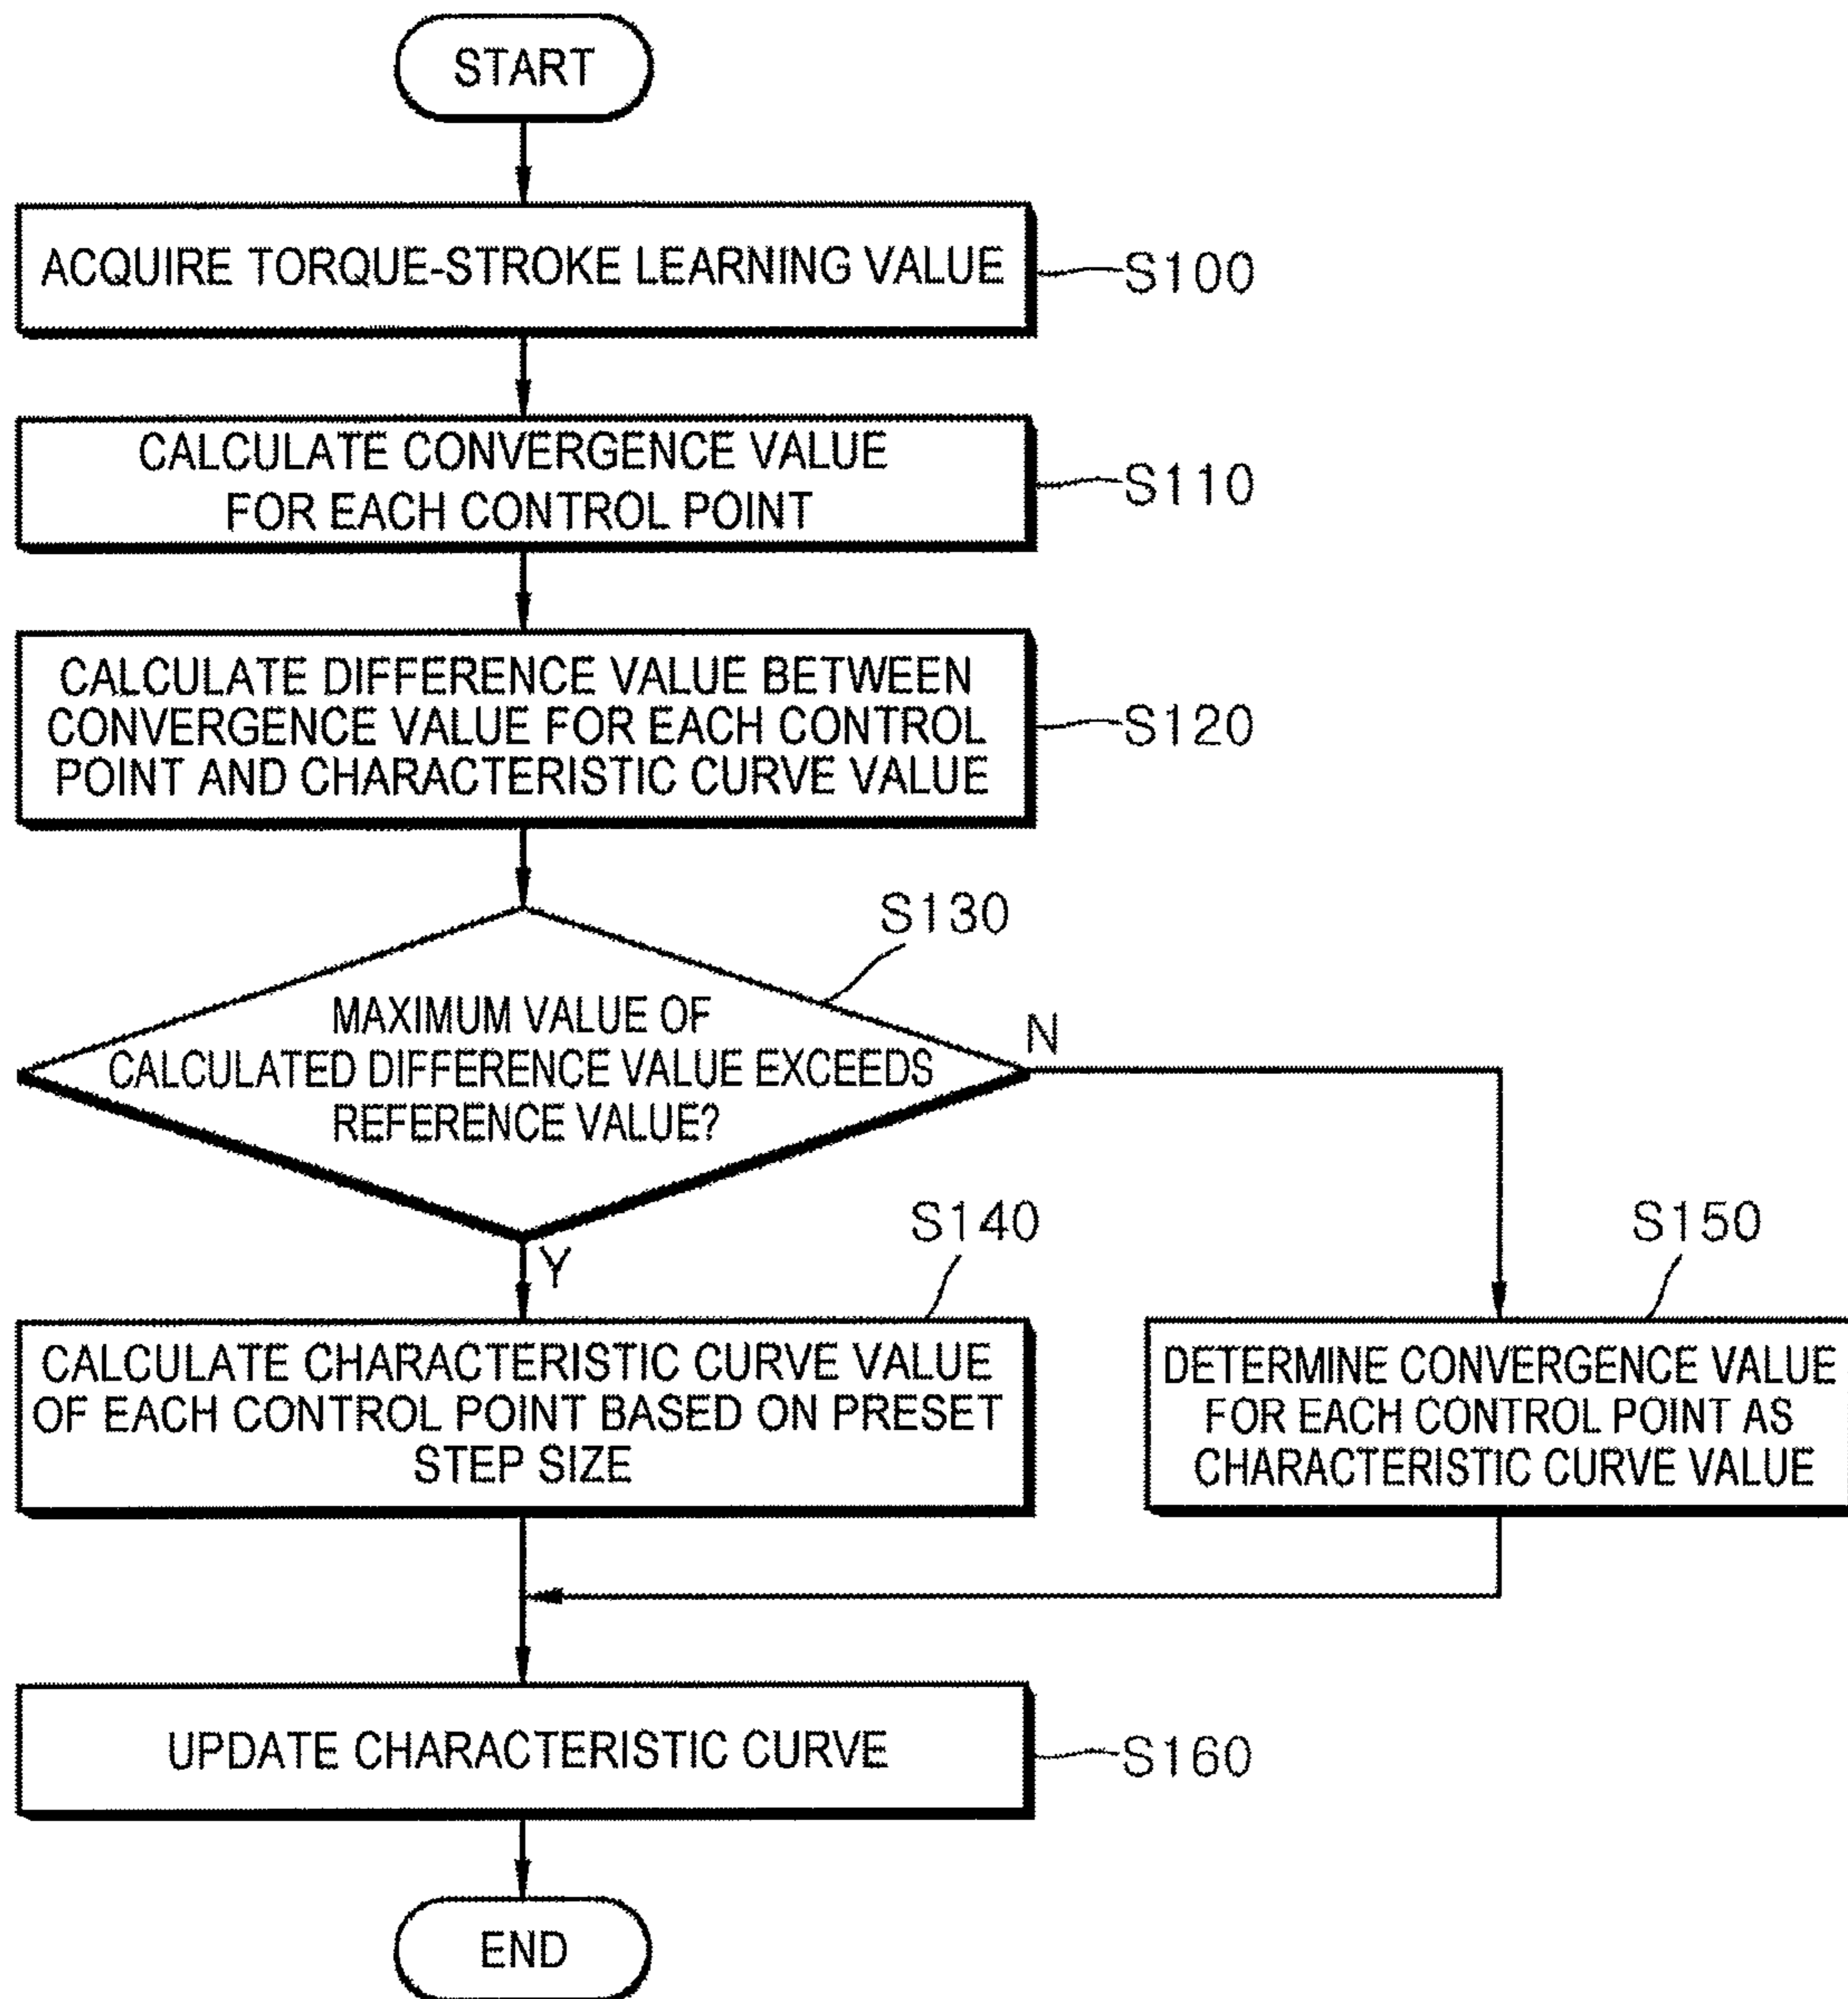 START
ACQUIRE TORQUE-STROKE LEARNING VALUE
S100
CALCULATE CONVERGENCE VALUE
FOR EACH CONTROL POINT
S110
CALCULATE DIFFERENCE VALUE BETWEEN
CONVERGENCE VALUE FOR EACH CONTROL
POINT AND CHARACTERISTIC CURVE VALUE
S120
S130
MAXIMUM VALUE OF
CALCULATED DIFFERENCE VALUE EXCEEDS
REFERENCE VALUE?
N
Y
S140
CALCULATE CHARACTERISTIC CURVE VALUE
OF EACH CONTROL POINT BASED ON PRESET
STEP SIZE
S150
DETERMINE CONVERGENCE VALUE
FOR EACH CONTROL POINT AS
CHARACTERISTIC CURVE VALUE
UPDATE CHARACTERISTIC CURVE
S160
END